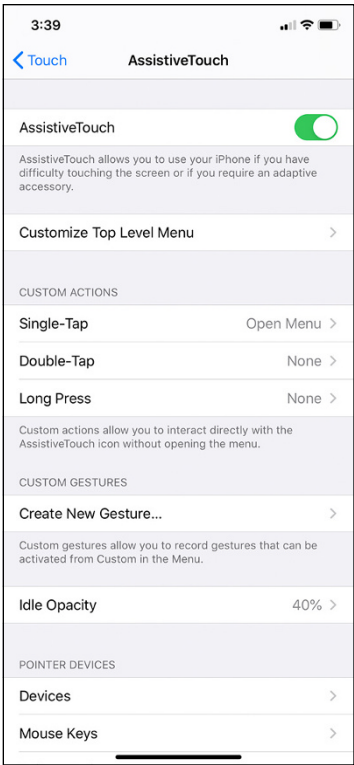 3:39
Touch
AssistiveTouch
AssistiveTouch
AssistiveTouch allows you to use your iPhone if you have
difficulty touching the screen or if you require an adaptive
accessory.
Customize Top Level Menu
CUSTOM ACTIONS
Single-Tap Open Menu
Double-Tap None
Long Press None
Custom actions allow you to interact directly with the
AssistiveTouch icon without opening the menu.
CUSTOM GESTURES
Create New Gesture...
Custom gestures allow you to record gestures that can be
activated from Custom in the Menu.
Idle Opacity 40%
POINTER DEVICES
Devices
Mouse Keys